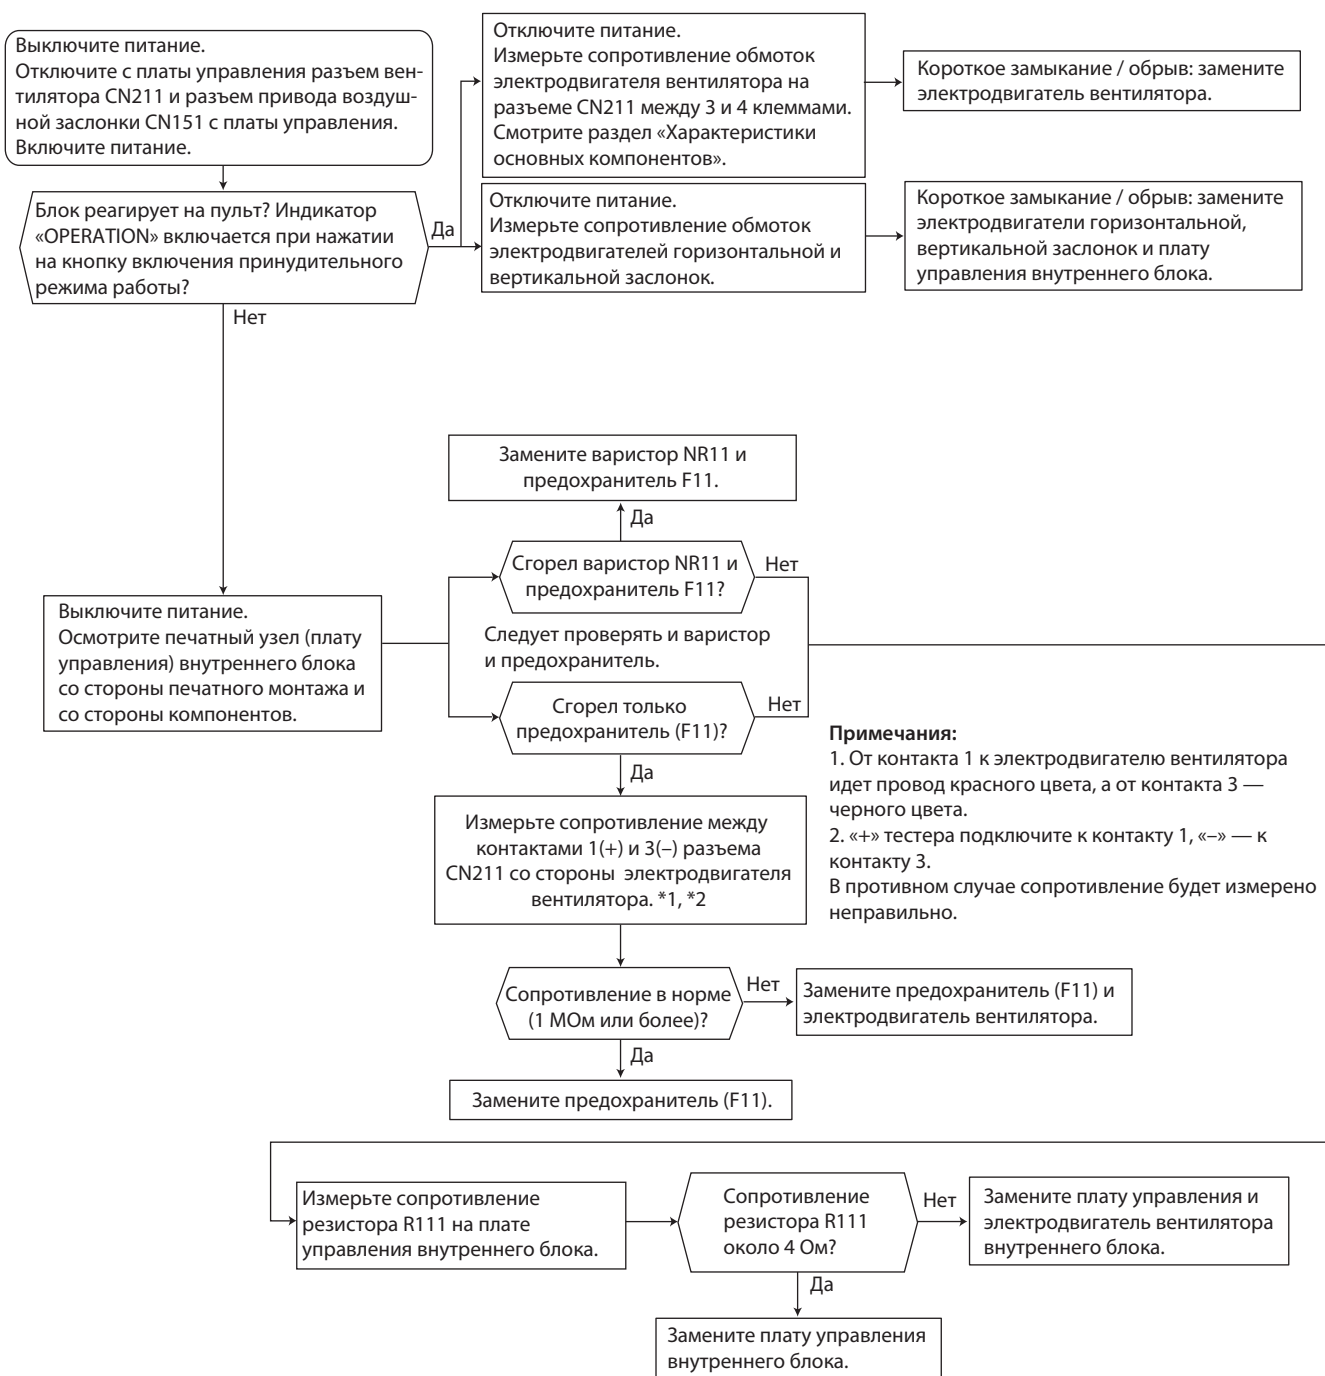 Выключите питание.
Отключите с платы управления разъем вен-
тилятора CN211 и разъем привода воздуш-
ной заслонки CN151 с платы управления.
Включите питание.
Отключите питание.
Измерьте сопротивление обмоток
электродвигателя вентилятора на
разъеме CN211 между 3 и 4 клеммами.
Смотрите раздел «Характеристики
основных компонентов».
Короткое замыкание / обрыв: замените
электродвигатель вентилятора.
Блок реагирует на пульт? Индикатор
«OPERATION» включается при нажатии
на кнопку включения принудительного
режима работы?
Да
Отключите питание.
Измерьте сопротивление обмоток
электродвигателей горизонтальной и
вертикальной заслонок.
Короткое замыкание / обрыв: замените
электродвигатели горизонтальной,
вертикальной заслонок и плату
управления внутреннего блока.
Нет
Замените варистор NR11 и
предохранитель F11.
Да
Сгорел варистор NR11 и
предохранитель F11?
Нет
Выключите питание.
Осмотрите печатный узел (плату
управления) внутреннего блока
со стороны печатного монтажа и
со стороны компонентов.
Следует проверять и варистор
и предохранитель.
Сгорел только
предохранитель (F11)?
Нет
Да
Примечания:
1. От контакта 1 к электродвигателю вентилятора
идет провод красного цвета, а от контакта 3 —
черного цвета.
2. «+» тестера подключите к контакту 1, «–» — к
контакту 3.
В противном случае сопротивление будет измерено
неправильно.
Измерьте сопротивление между
контактами 1(+) и 3(–) разъема
CN211 со стороны электродвигателя
вентилятора. *1, *2
Сопротивление в норме
(1 МОм или более)?
Нет
Замените предохранитель (F11) и
электродвигатель вентилятора.
Да
Замените предохранитель (F11).
Измерьте сопротивление
резистора R111 на плате
управления внутреннего блока.
Сопротивление
резистора R111
около 4 Ом?
Нет
Замените плату управления и
электродвигатель вентилятора
внутреннего блока.
Да
Замените плату управления
внутреннего блока.